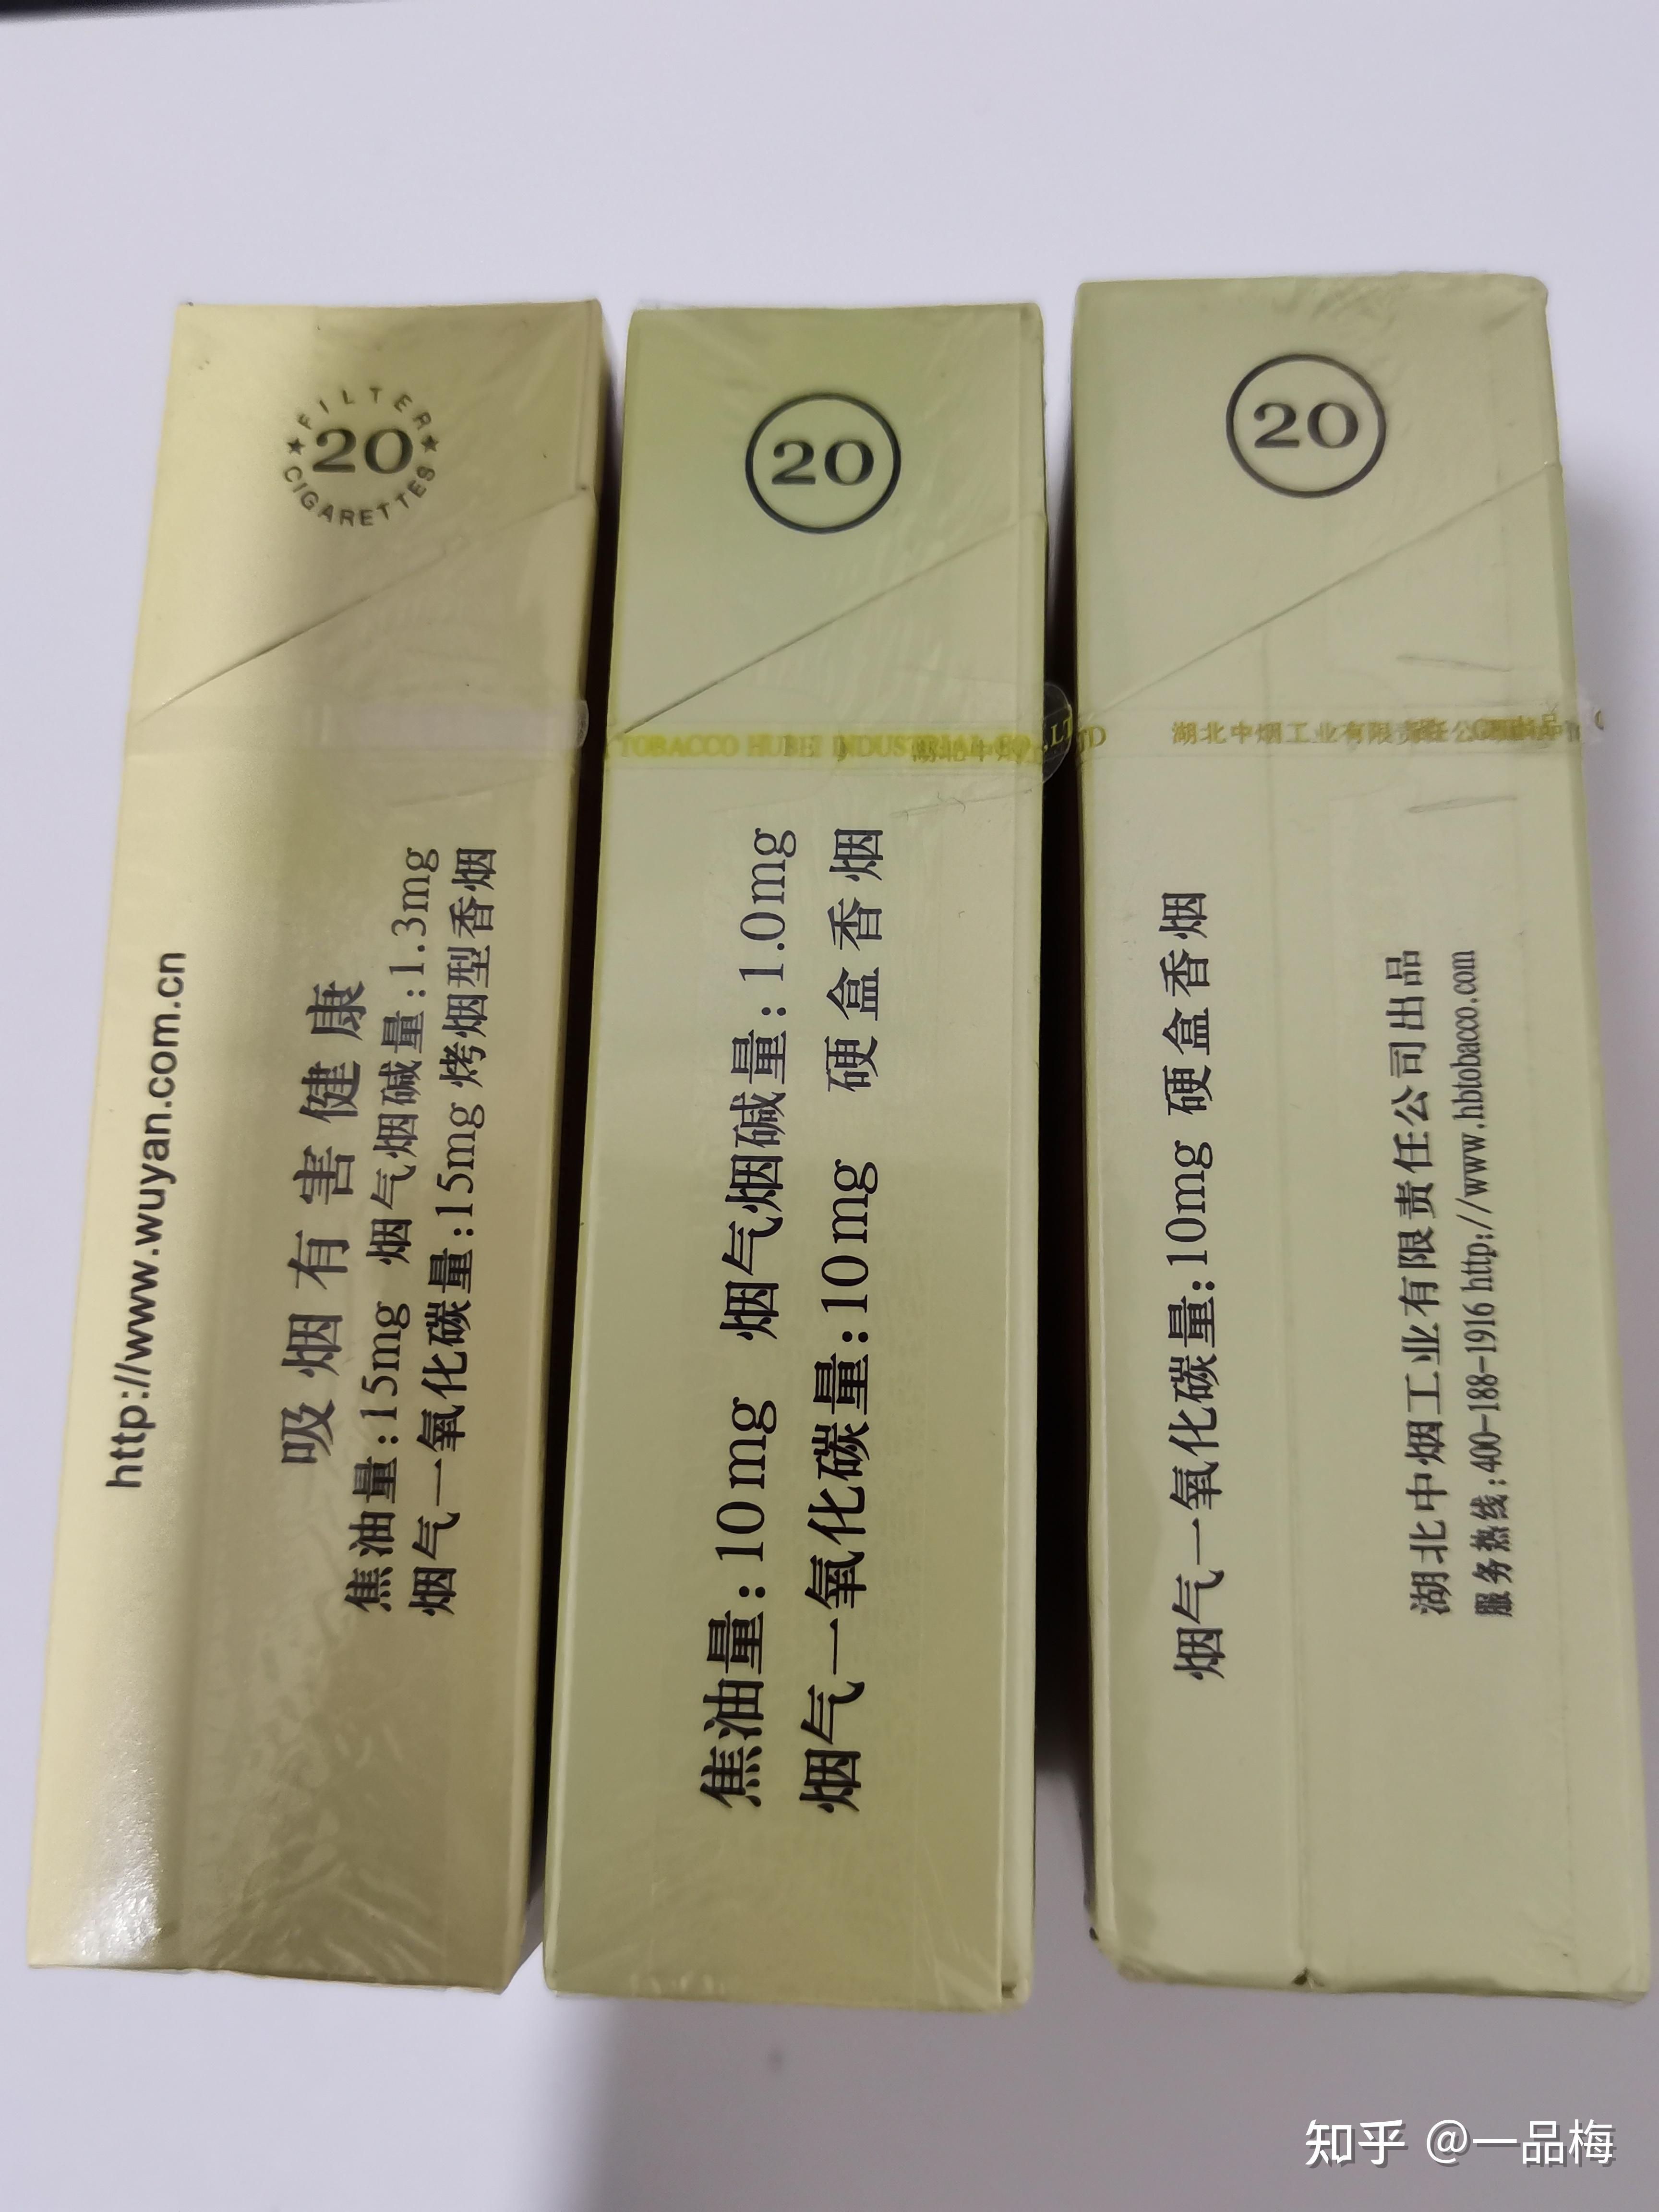 FILTER
20
CIGARETTES
http://www.wuyan.com.cn
吸烟有害健康
焦油量:15mg 烟气烟碱量:1.3mg
烟气一氧化碳量:15mg 烤烟型香烟
20
TOBACCO HUBEI INDUSTRIAL CO.,LTD
焦油量:10mg 烟气烟碱量:1.0mg
烟气一氧化碳量:10mg 硬盒香烟
20
湖北中烟工业有限责任公司
烟气一氧化碳量:10mg 硬盒香烟
湖北中烟工业有限责任公司出品
服务热线:400-188-1916 http://www.hbtobacco.com
知乎 @一品梅